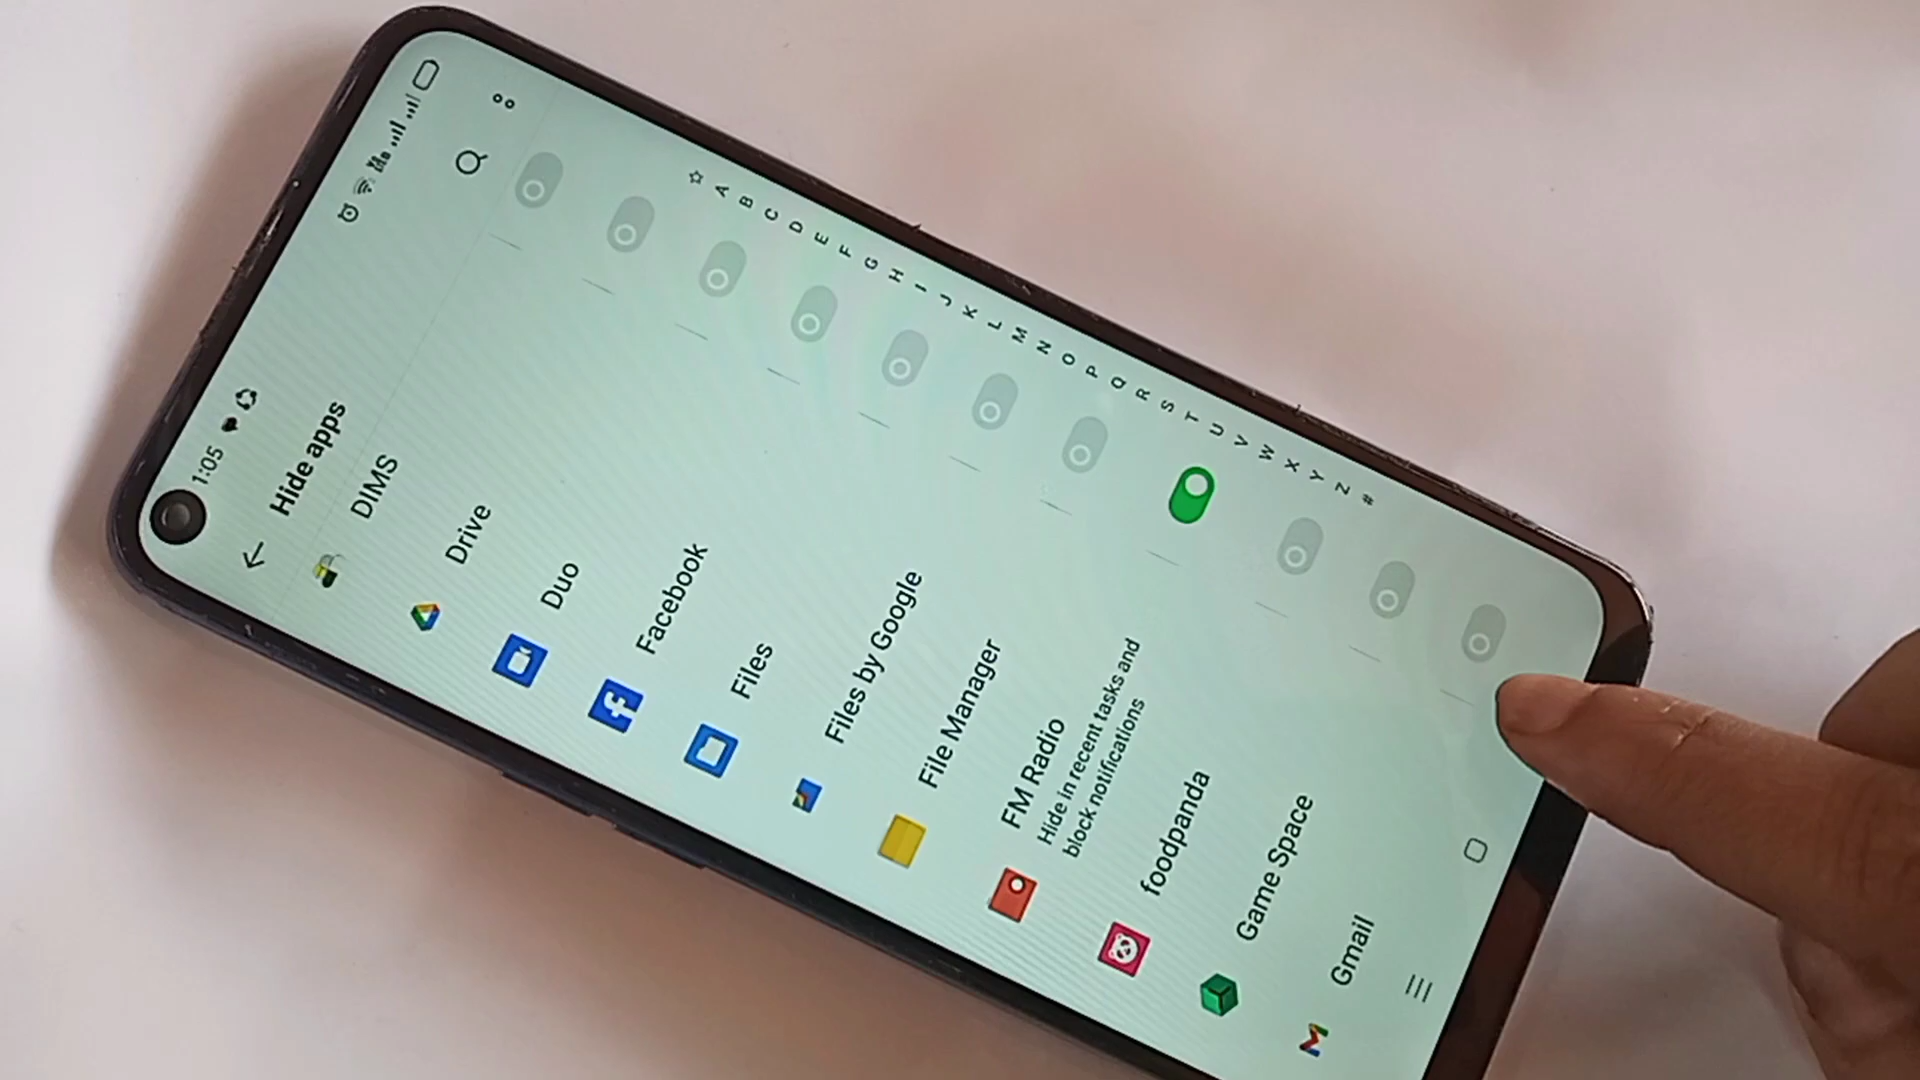 1:05
Hide apps
DIMS
Drive
Duo
Facebook
Files
Files by Google
File Manager
FM Radio
Hide in recent tasks and
block notifications
foodpanda
Game Space
Gmail
A
B
C
D
E
F
G
H
I
J
K
L
M
N
O
P
Q
R
S
T
U
V
W
X
Y
Z
#